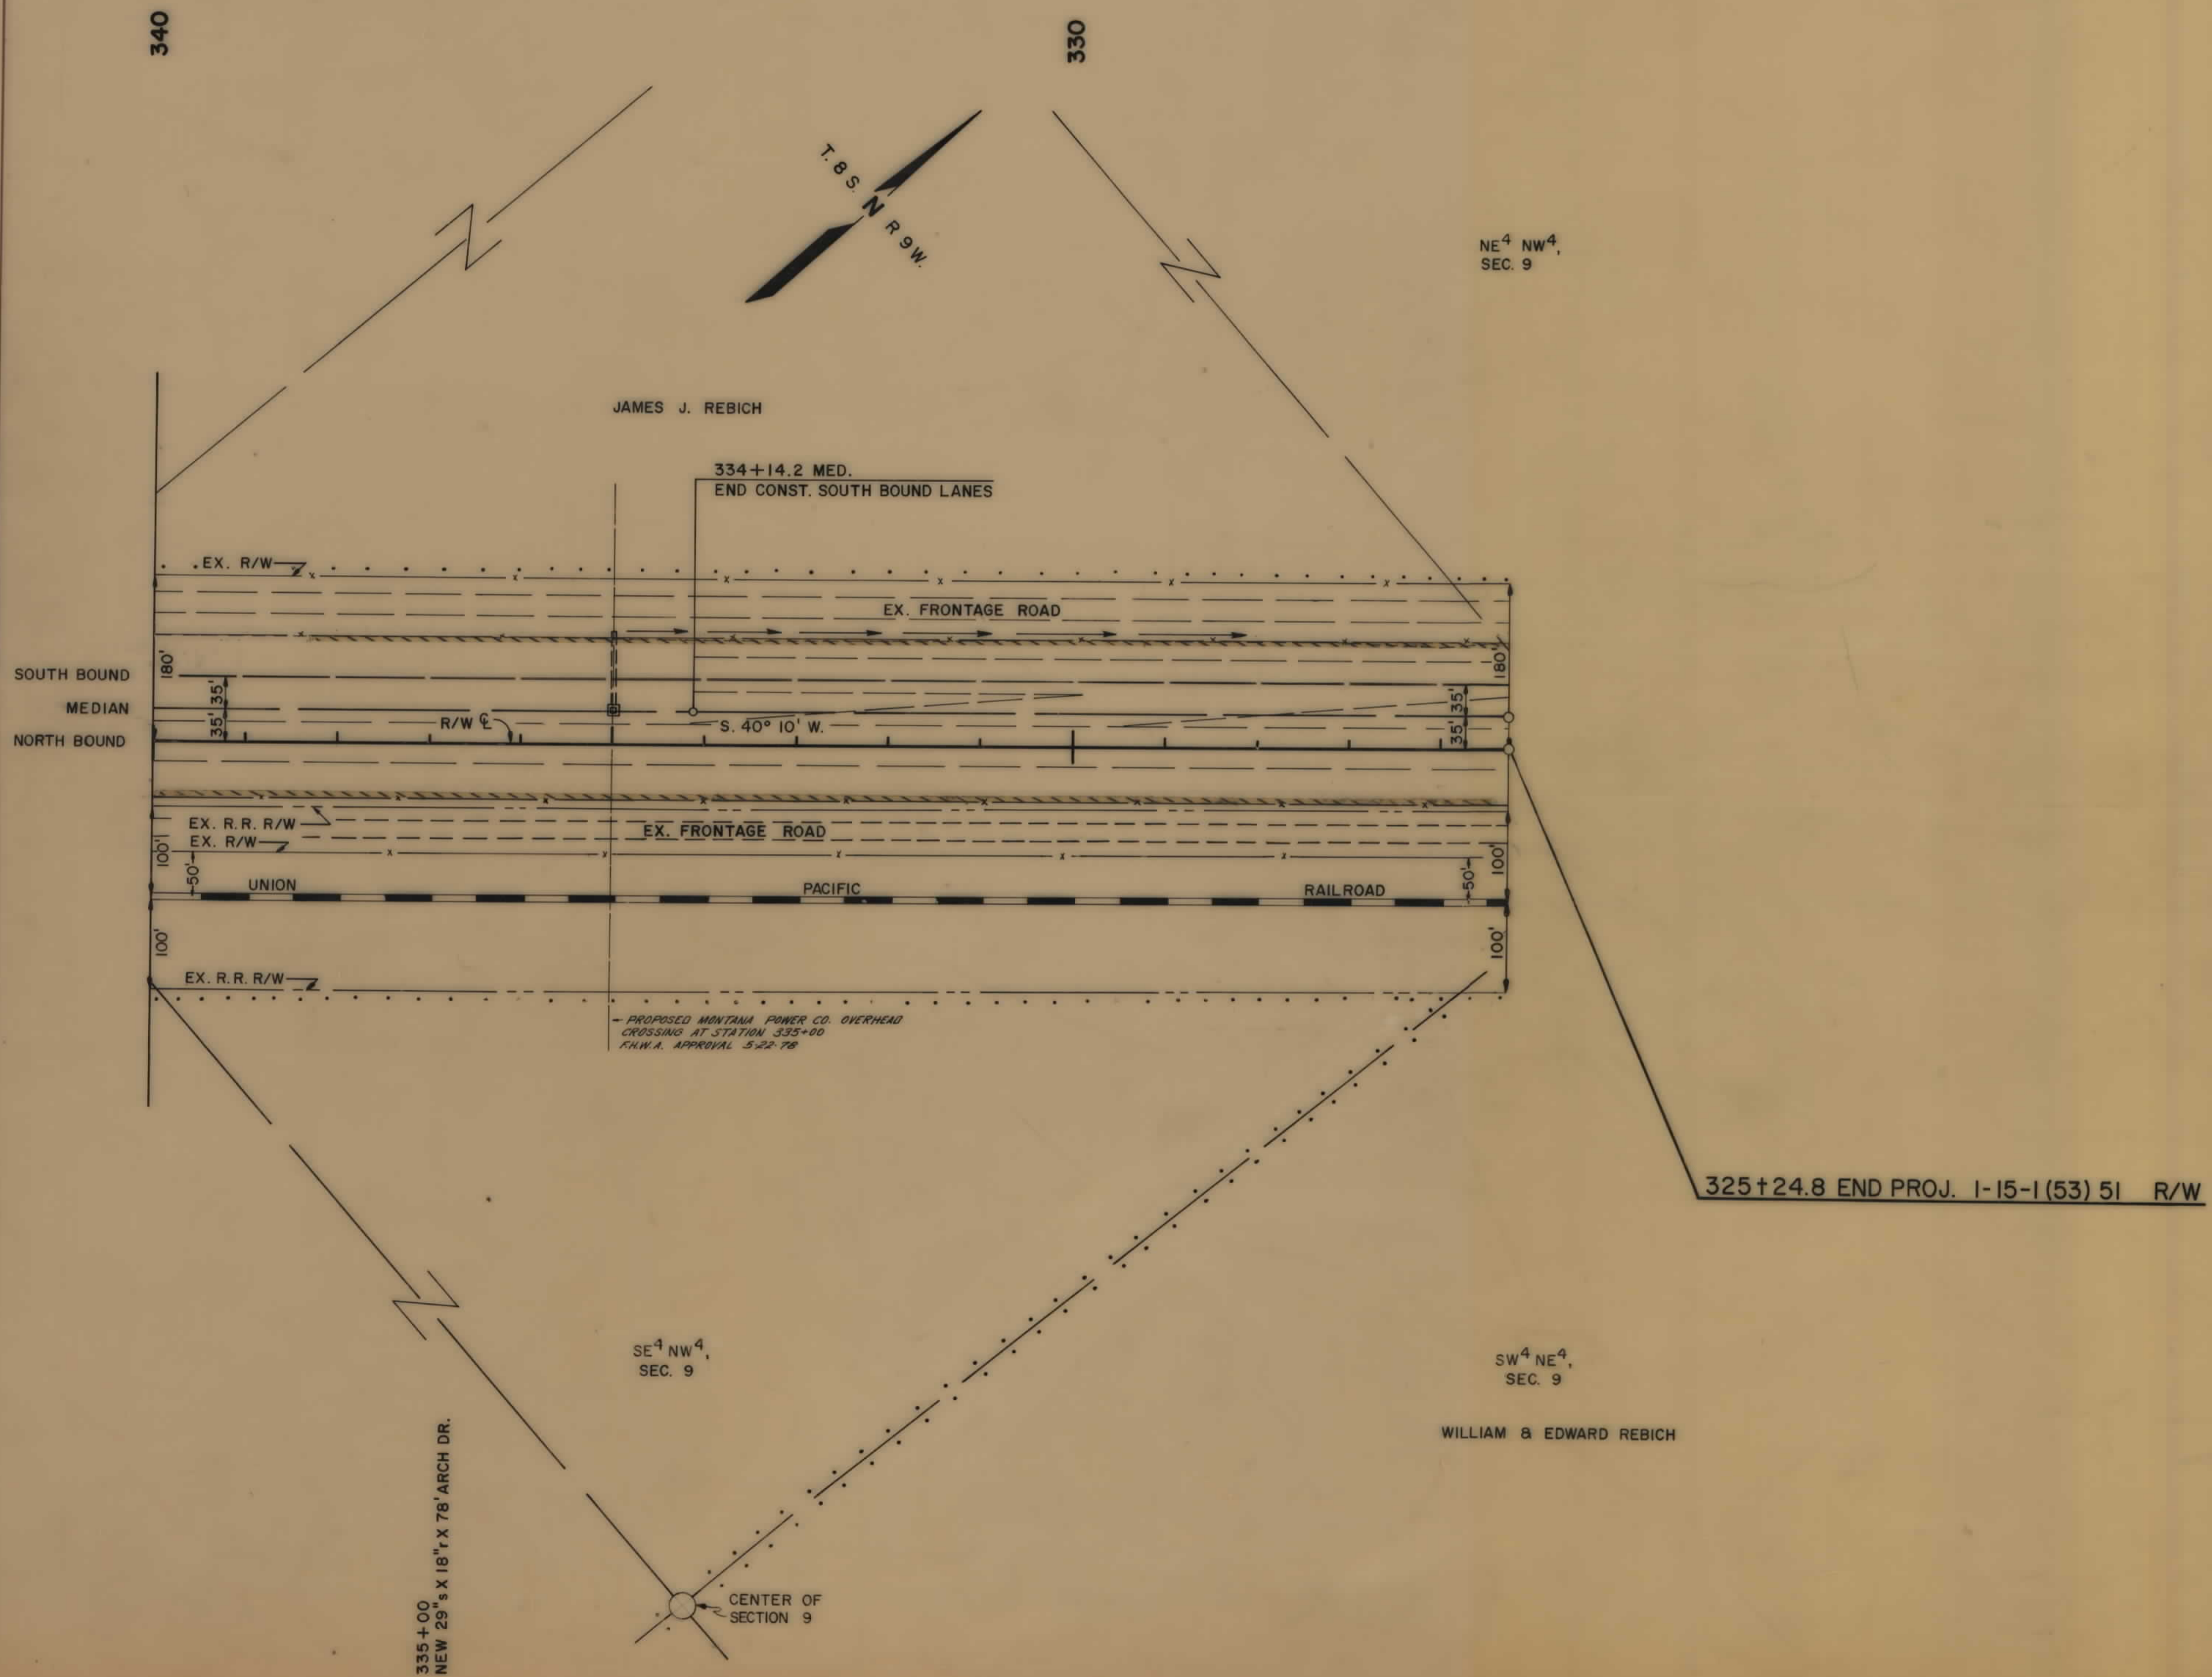 340
330
T. 8 S.
N
R 9 W.
NE⁴ NW⁴,
SEC. 9
JAMES J. REBICH
334+14.2 MED.
END CONST. SOUTH BOUND LANES
EX. R/W
EX. FRONTAGE ROAD
180'
180'
SOUTH BOUND
35'
35'
MEDIAN
R/W ℄
S. 40° 10' W.
35'
35'
NORTH BOUND
EX. R.R. R/W
EX. FRONTAGE ROAD
EX. R/W
100'
100'
50'
50'
UNION PACIFIC RAILROAD
100'
100'
EX. R.R. R/W
PROPOSED MONTANA POWER CO. OVERHEAD
CROSSING AT STATION 335+00
F.H.W.A. APPROVAL 5-22-78
325+24.8 END PROJ. I-15-1(53) 51 R/W
SE⁴ NW⁴,
SEC. 9
SW⁴ NE⁴,
SEC. 9
WILLIAM & EDWARD REBICH
335+00
NEW 29"s X 18"r X 78' ARCH DR.
CENTER OF
SECTION 9